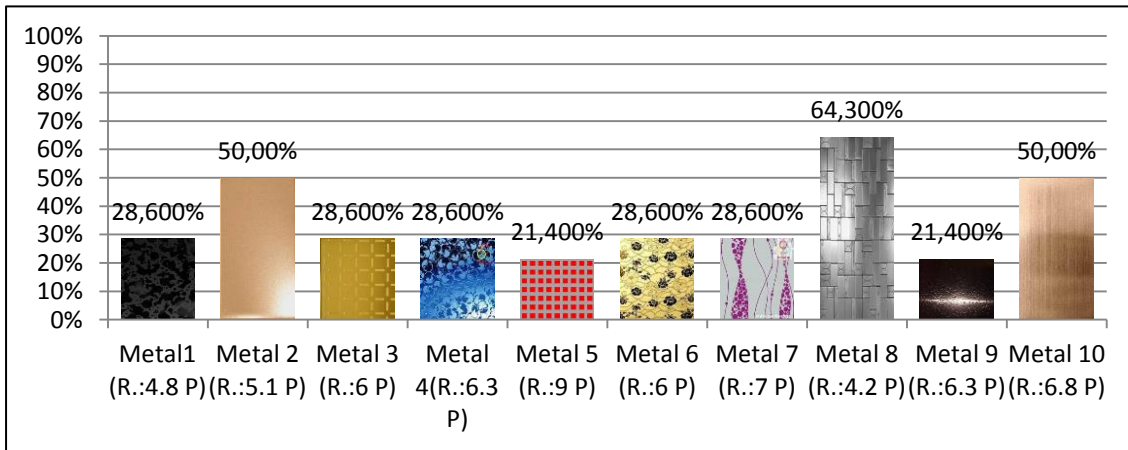 100%
90%
80%
70%
60%
50%
40%
30%
20%
10%
0%
28,600%
50,00%
28,600%
28,600%
21,400%
28,600%
28,600%
64,300%
21,400%
50,00%
Metal1
(R.:4.8 P)
Metal 2
(R.:5.1 P)
Metal 3
(R.:6 P)
Metal
4(R.:6.3
P)
Metal 5
(R.:9 P)
Metal 6
(R.:6 P)
Metal 7
(R.:7 P)
Metal 8
(R.:4.2 P)
Metal 9
(R.:6.3 P)
Metal 10
(R.:6.8 P)